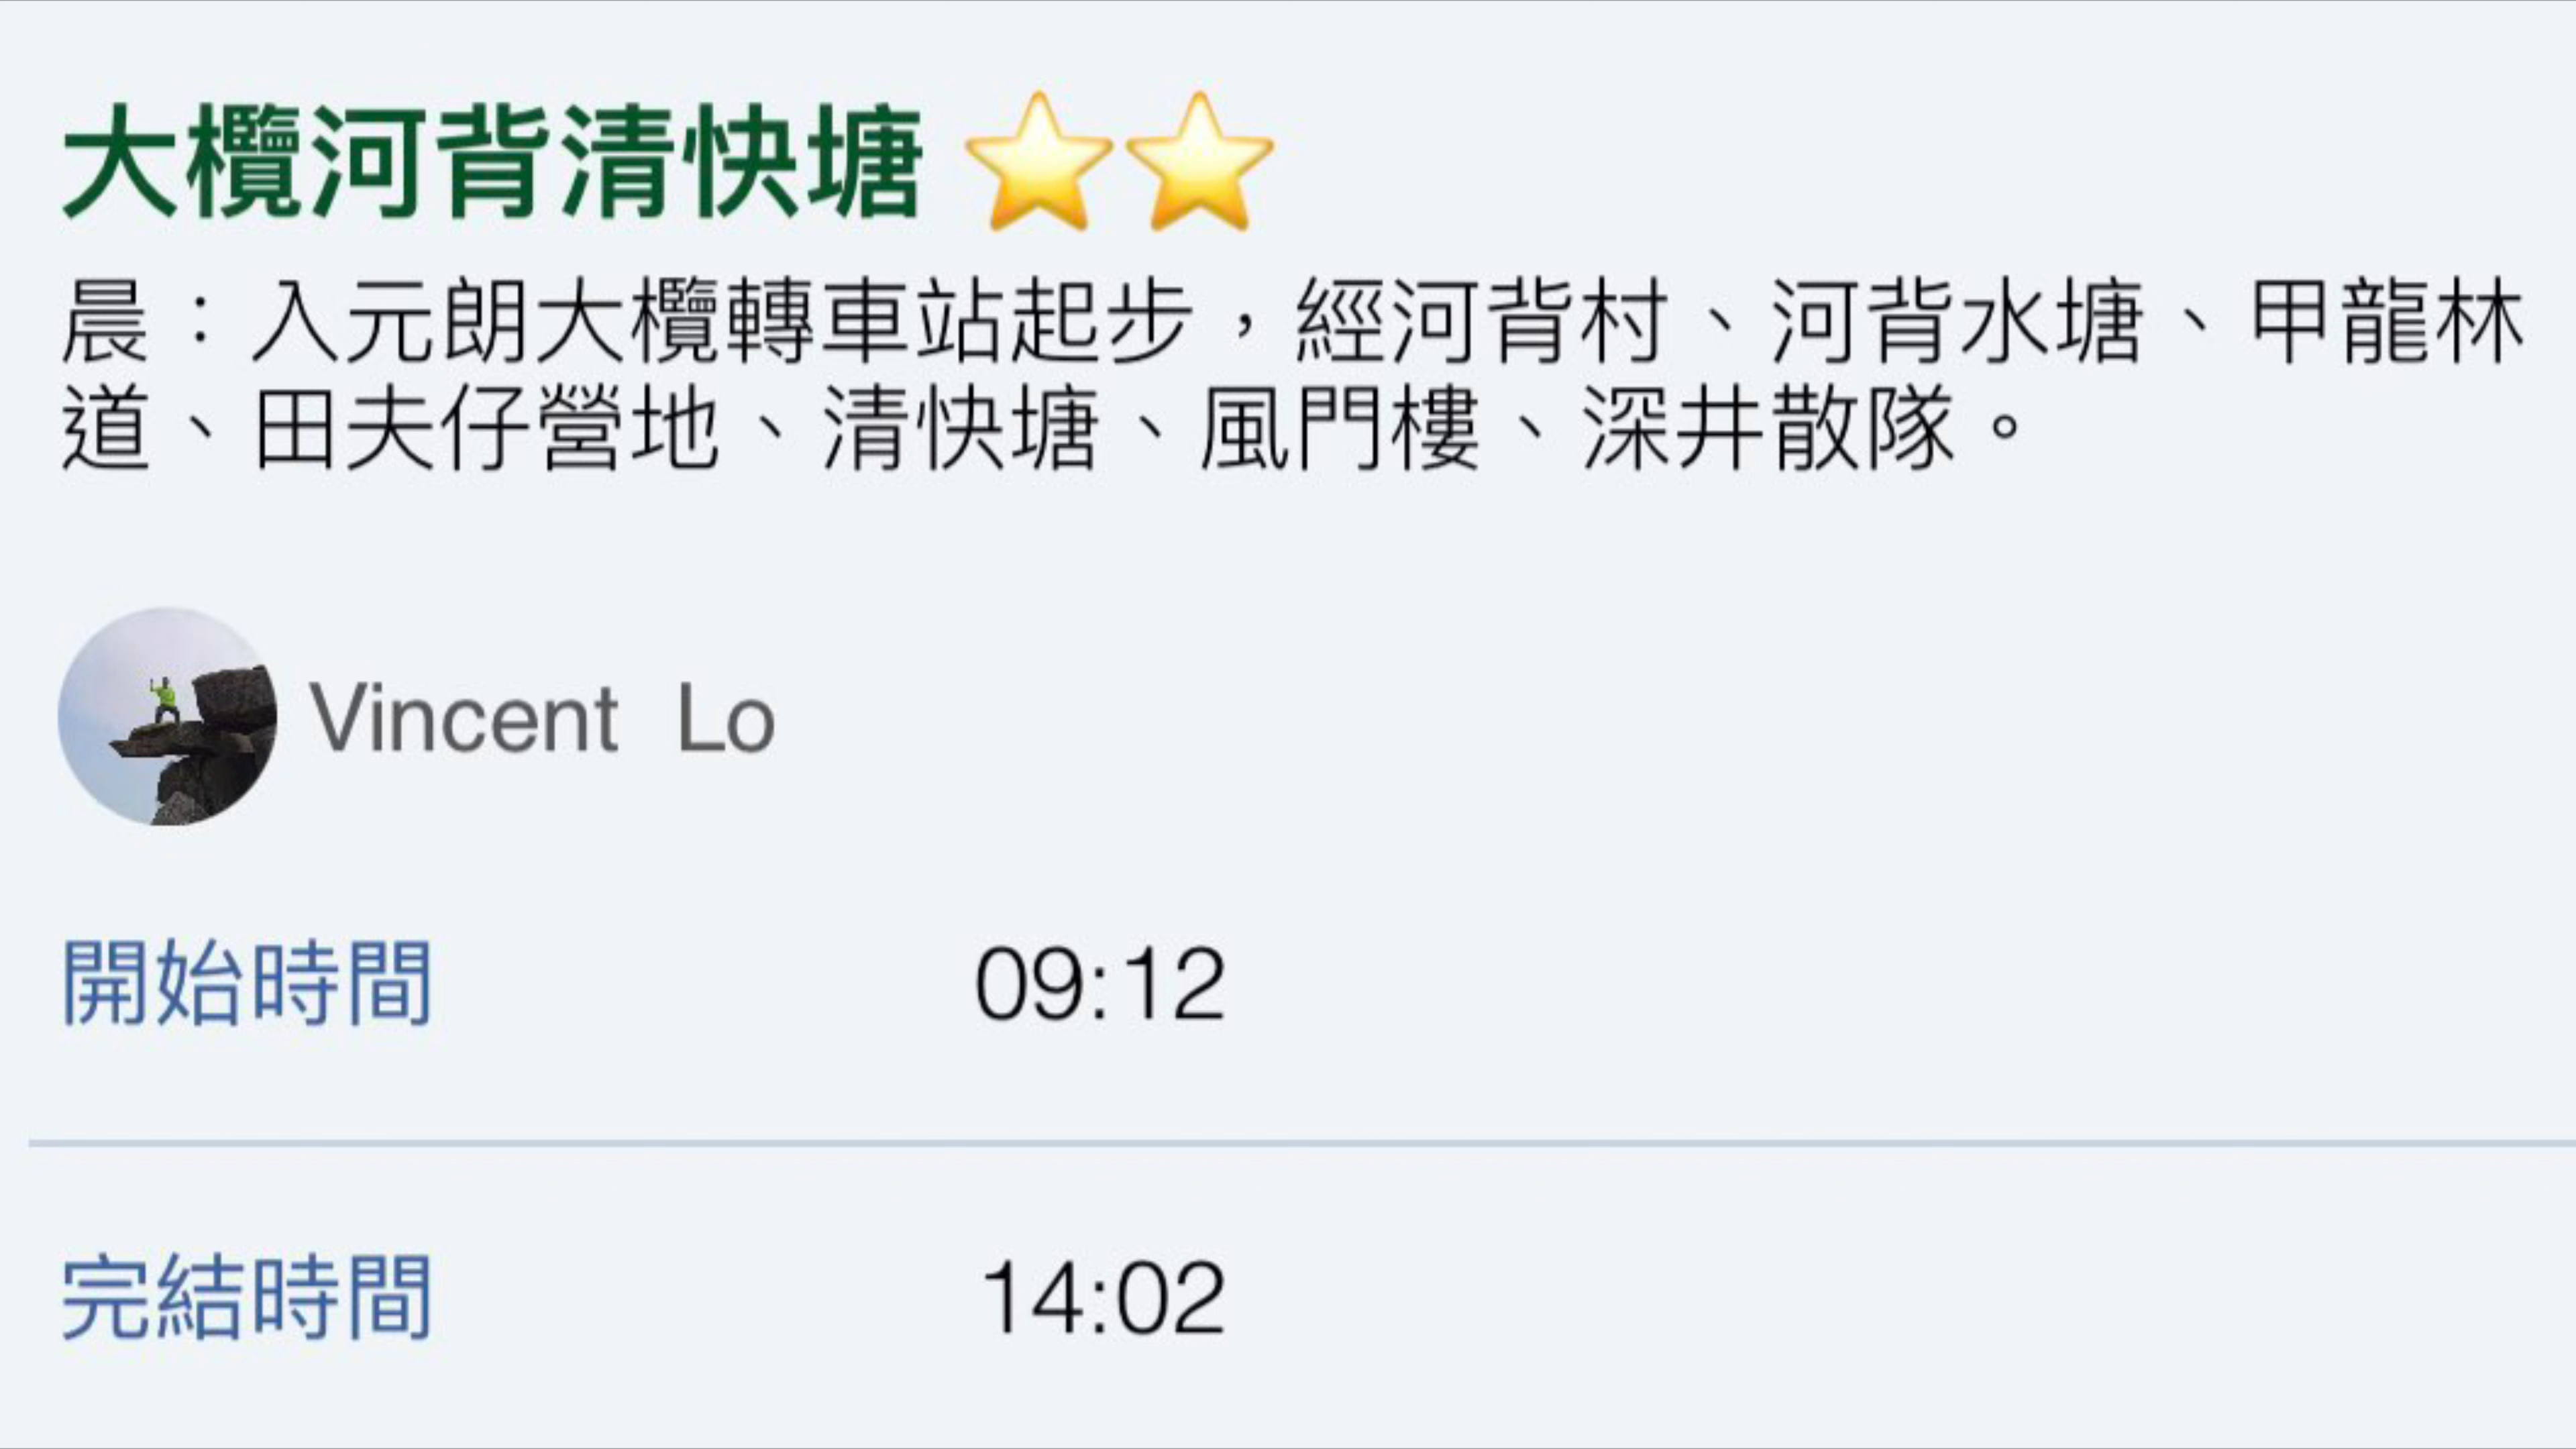 大欖河背清快塘 ⭐⭐
晨：入元朗大欖轉車站起步，經河背村、河背水塘、甲龍林
道、田夫仔營地、清快塘、風門樓、深井散隊。
Vincent Lo
開始時間 09:12
完結時間 14:02